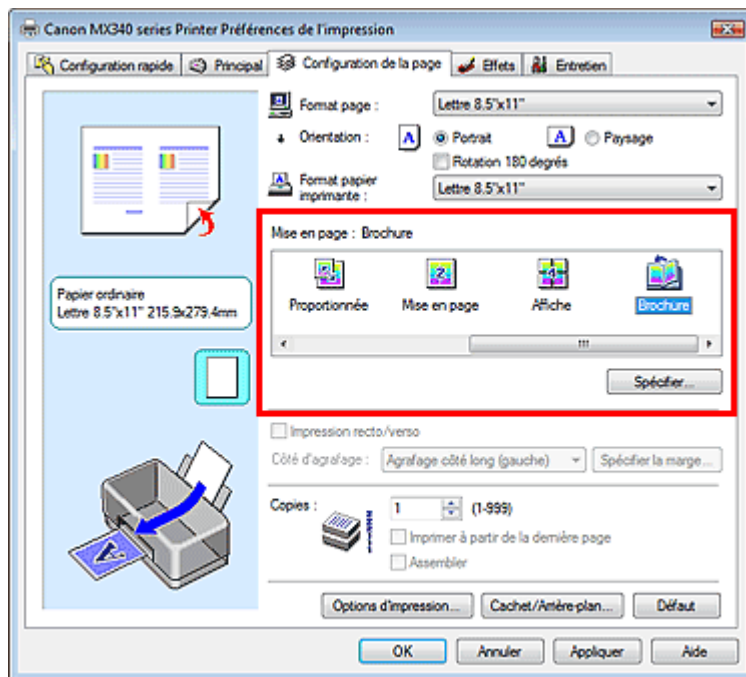 Canon MX340 series Printer Préférences de l'impression
Configuration rapide Principal Configuration de la page Effets Entretien
Format page : Lettre 8.5"x11"
Orientation : A Portrait A Paysage
Rotation 180 degrés
Format papier
imprimante : Lettre 8.5"x11"
Mise en page : Brochure
Proportionnée Mise en page Affiche Brochure
Spécifier...
Papier ordinaire
Lettre 8.5"x11" 215.9x279.4mm
Impression recto/verso
Côté d'agrafage : Agrafage côté long (gauche) Spécifier la marge...
Copies : 1 (1-999)
Imprimer à partir de la dernière page
Assembler
Options d'impression... Cachet/Arrière-plan... Défaut
OK Annuler Appliquer Aide